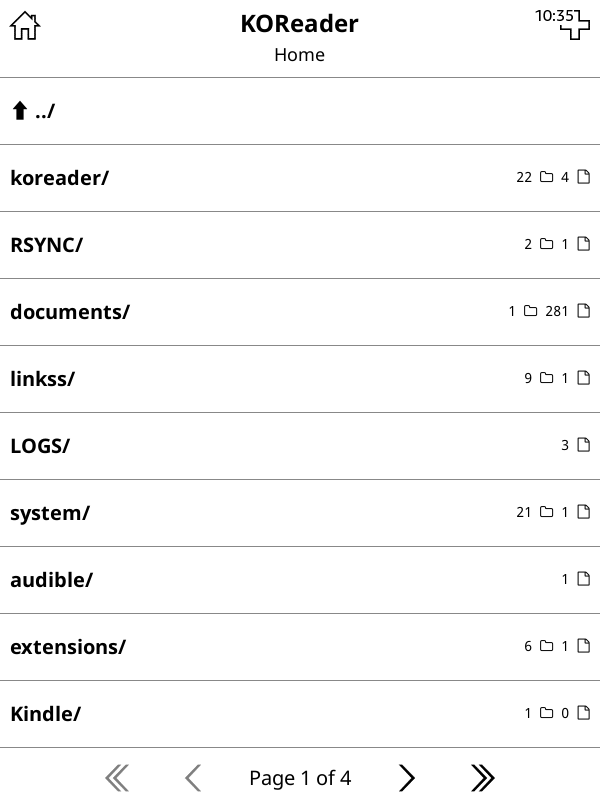 KOReader
10:35
Home
../
koreader/ 22 4
RSYNC/ 2 1
documents/ 1 281
linkss/ 9 1
LOGS/ 3
system/ 21 1
audible/ 1
extensions/ 6 1
Kindle/ 1 0
Page 1 of 4